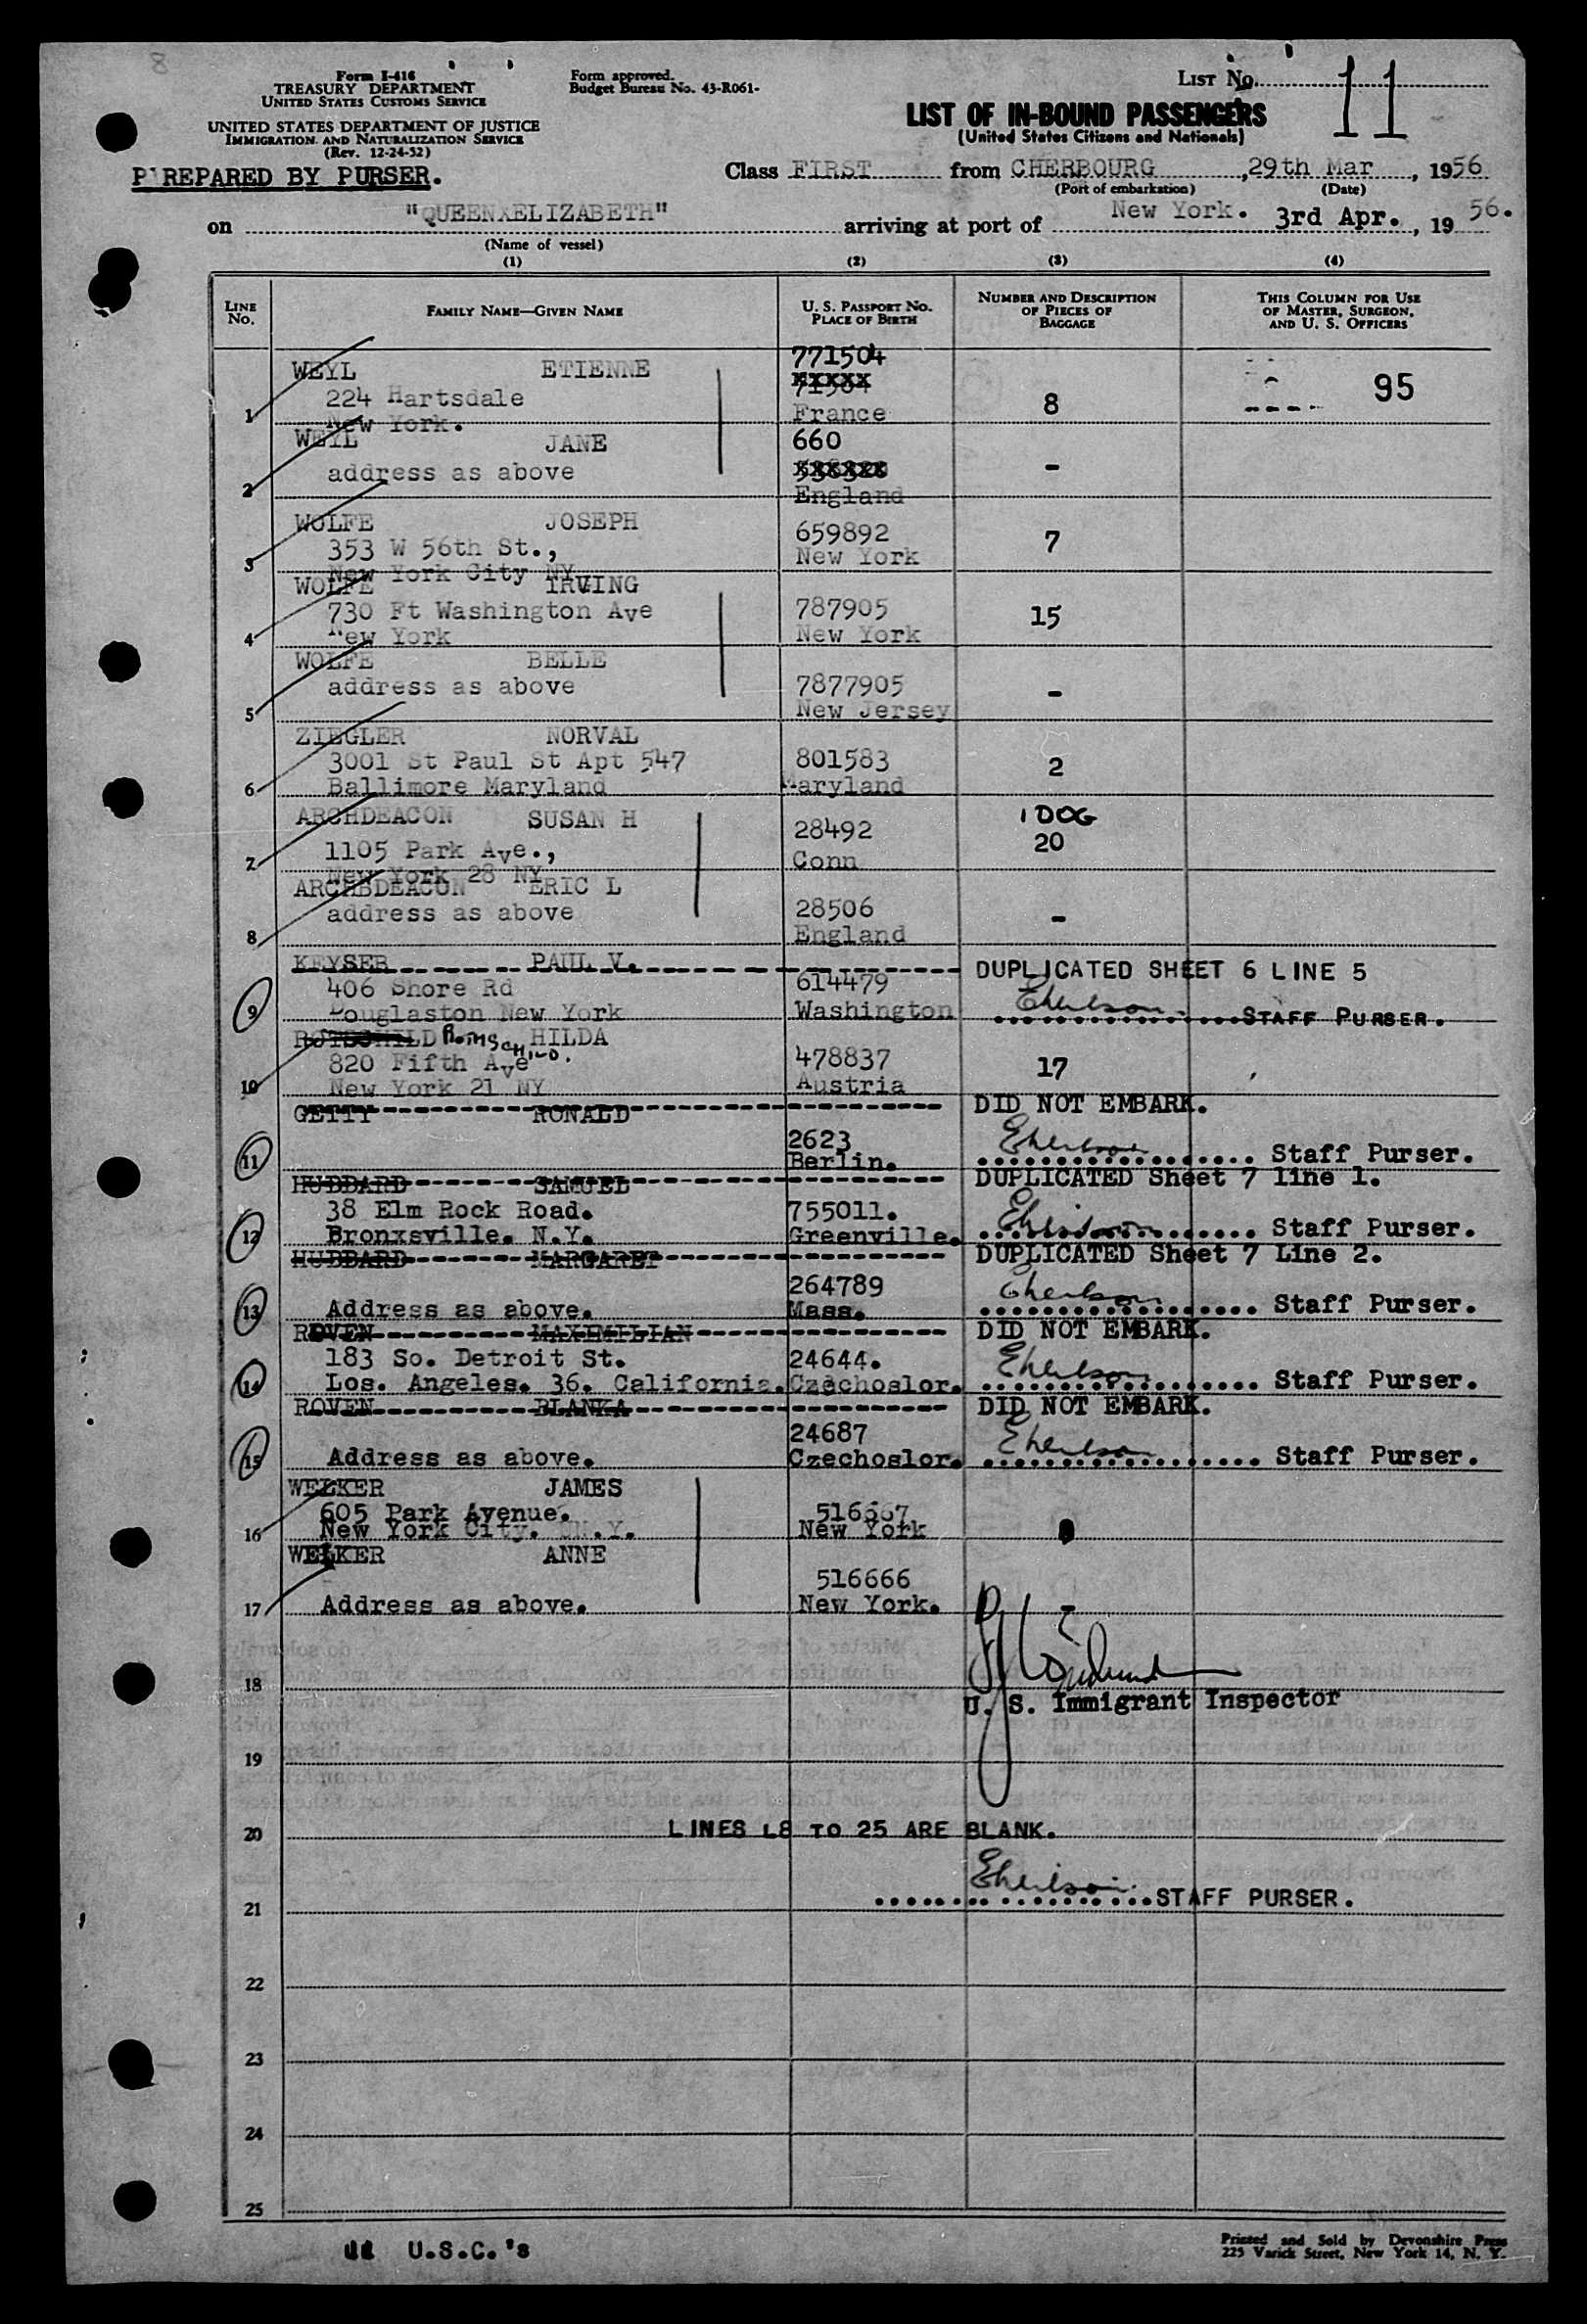 8
Form I-416
TREASURY DEPARTMENT
UNITED STATES CUSTOMS SERVICE
UNITED STATES DEPARTMENT OF JUSTICE
IMMIGRATION AND NATURALIZATION SERVICE
(Rev. 12-24-52)
P'REPARED BY PURSER.
Form approved.
Budget Bureau No. 43-R061-
LIST No. 11
LIST OF IN-BOUND PASSENGERS
(United States Citizens and Nationals)
Class FIRST from CHERBOURG ,29th Mar , 1956
(Port of embarkation) (Date)
on "QUEENXELIZABETH" arriving at port of New York. 3rd Apr. , 19 56.
(Name of vessel)
(1) (2) (3) (4)
LINE No. FAMILY NAME—GIVEN NAME U. S. PASSPORT NO. PLACE OF BIRTH NUMBER AND DESCRIPTION OF PIECES OF BAGGAGE THIS COLUMN FOR USE OF MASTER, SURGEON, AND U. S. OFFICERS
771504
WEYL ETIENNE
224 Hartsdale 95
1 New York. France 8
WEYL JANE 660
address as above -
2 England
WOLFE JOSEPH 659892
353 W 56th St., New York 7
3 New York City NY
WOLFE IRVING
730 Ft Washington Ave 787905 15
4 New York New York
WOLFE BELLE
address as above 7877905 -
5 New Jersey
ZIEGLER NORVAL
3001 St Paul St Apt 547 801583 2
6 Ballimore Maryland Maryland
ARCHDEACON SUSAN H 28492 1 DOG
1105 Park Ave., Conn 20
7 New York 28 NY
ARCHBDEACON ERIC L 28506
address as above -
8 England
KEYSER PAUL V. DUPLICATED SHEET 6 LINE 5
406 Shore Rd 614479
9 Douglaston New York Washington STAFF PURSER.
ROTSCHILD ROTHSCHILD. HILDA
820 Fifth Ave 478837 17
10 New York 21 NY Austria
GETTY RONALD DID NOT EMBARK.
2623
11 Berlin. Staff Purser.
HUBBARD SAMUEL DUPLICATED Sheet 7 line 1.
38 Elm Rock Road. 755011.
12 Bronxsville. N.Y. Greenville. Staff Purser.
HUBBARD MARGARET DUPLICATED Sheet 7 Line 2.
264789
13 Address as above. Mass. Staff Purser.
ROVEN MAXIMILIAN DID NOT EMBARK.
183 So. Detroit St. 24644.
14 Los. Angeles. 36. California. Czechoslor. Staff Purser.
ROVEN BLANKA DID NOT EMBARK.
24687
15 Address as above. Czechoslor. Staff Purser.
WELKER JAMES
605 Park Avenue. 516667
16 New York City. N.Y. New York
WELKER ANNE
516666
17 Address as above. New York. -
18
U. S. Immigrant Inspector
19
20 LINES L8 TO 25 ARE BLANK.
21 STAFF PURSER.
22
23
24
25
11 U.S.C.'s
Printed and Sold by Devonshire Press
225 Varick Street, New York 14, N. Y.